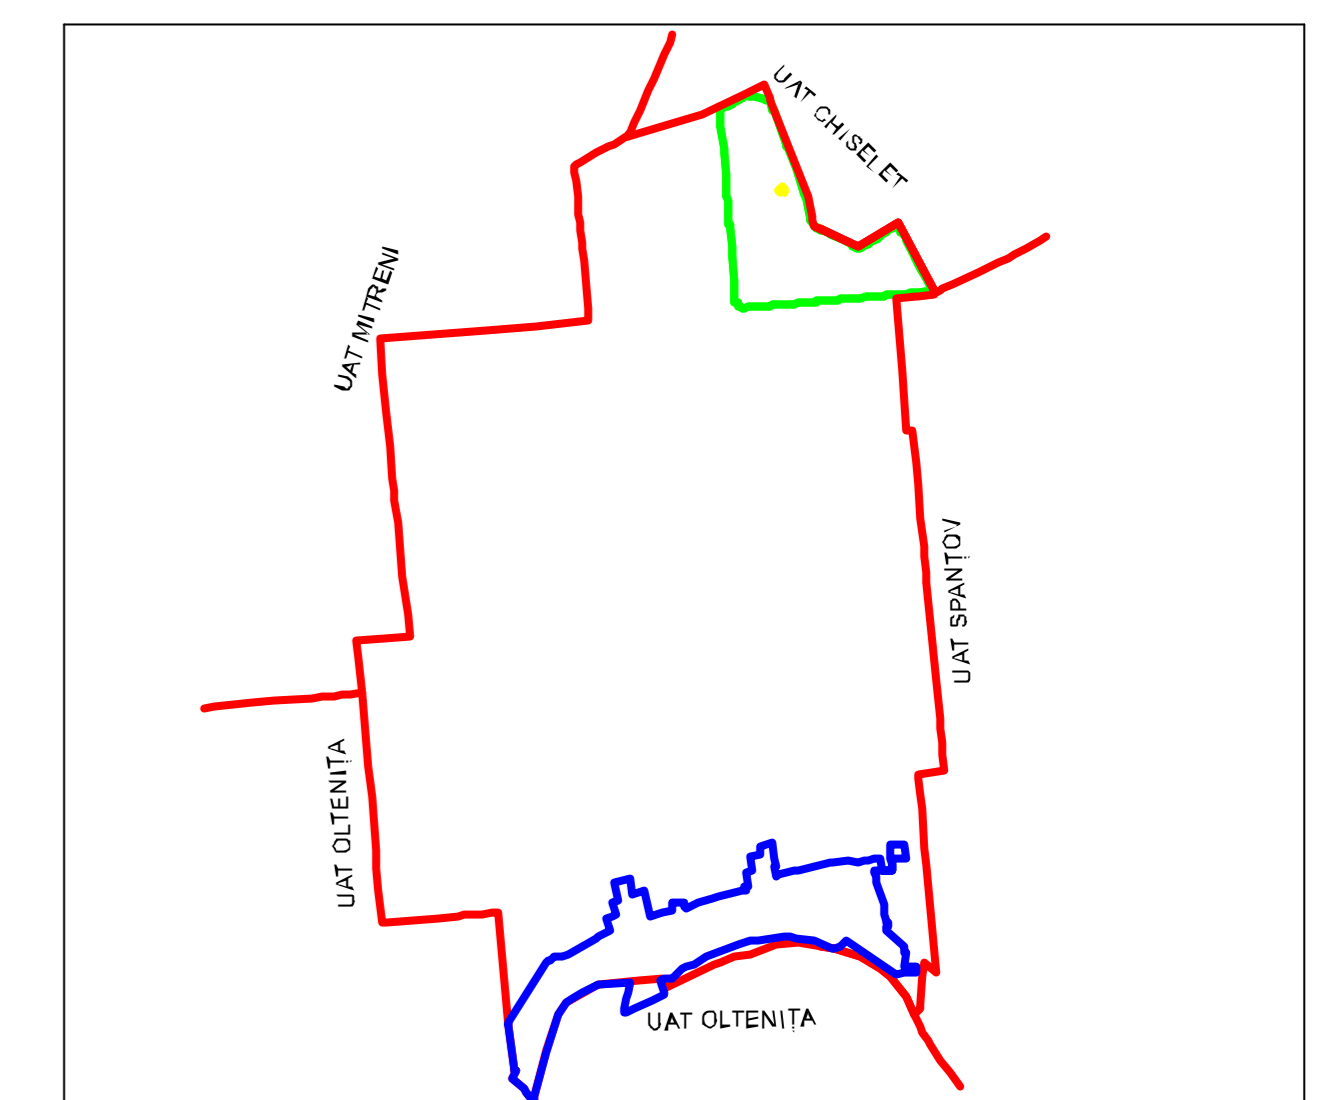 UAT CHISELET
UAT MITRENI
UAT SPANȚOV
UAT OLTENIȚA
UAT OLTENIȚA